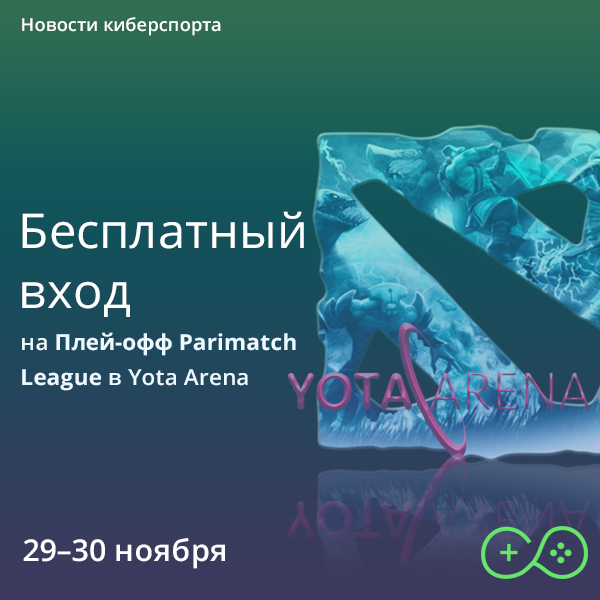 Новости киберспорта
Бесплатный
вход
на Плей-офф Parimatch
League в Yota Arena
YOTA ARENA
29–30 ноября